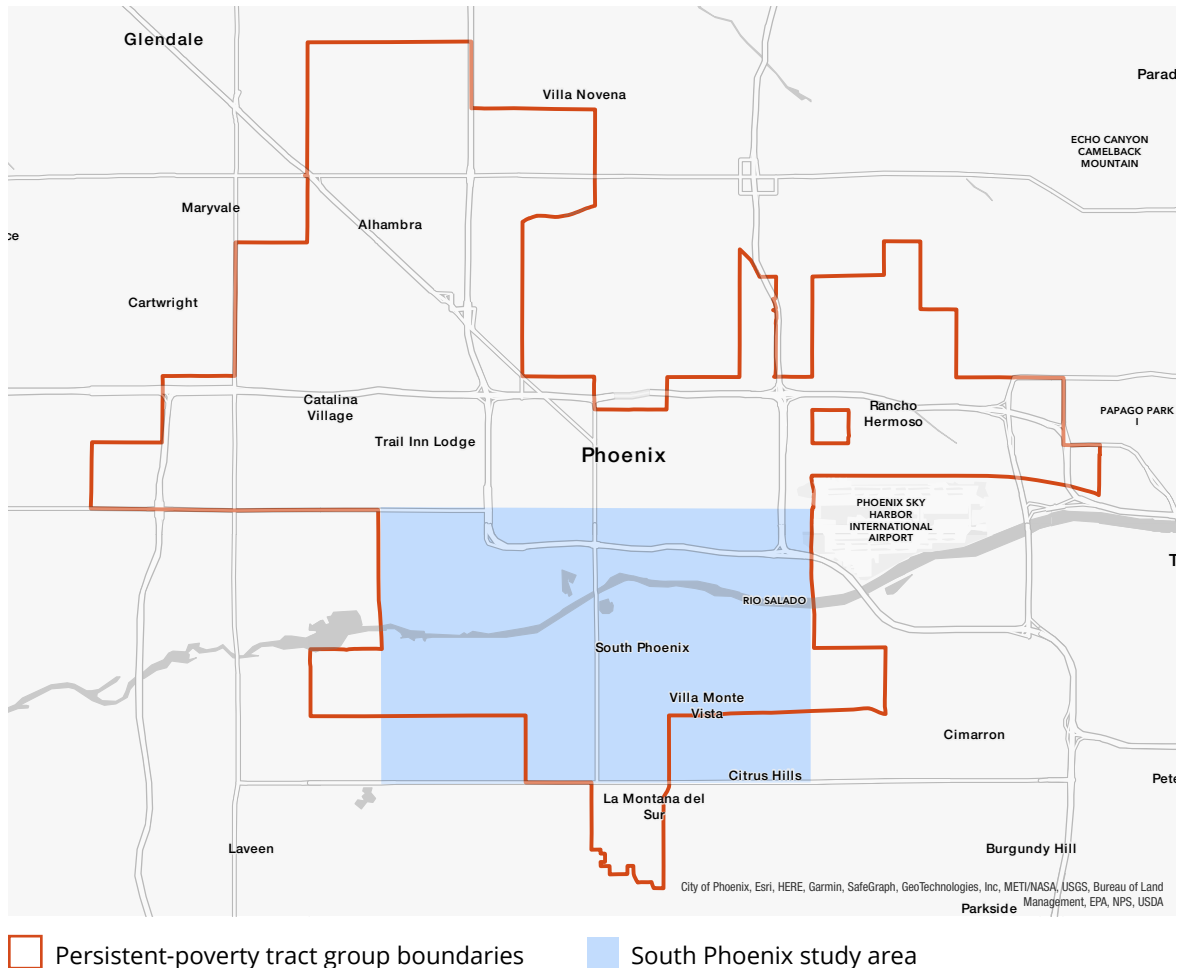 Glendale
Villa Novena
Parad
ECHO CANYON
CAMELBACK
MOUNTAIN
Maryvale
Alhambra
ce
Cartwright
Catalina
Village
Rancho
Hermoso
PAPAGO PARK
I
Trail Inn Lodge
Phoenix
PHOENIX SKY
HARBOR
INTERNATIONAL
AIRPORT
T
RIO SALADO
South Phoenix
Villa Monte
Vista
Cimarron
Citrus Hills
Pete
La Montana del
Sur
Laveen
Burgundy Hill
City of Phoenix, Esri, HERE, Garmin, SafeGraph, GeoTechnologies, Inc, METI/NASA, USGS, Bureau of Land
Management, EPA, NPS, USDA
Parkside
Persistent-poverty tract group boundaries
South Phoenix study area